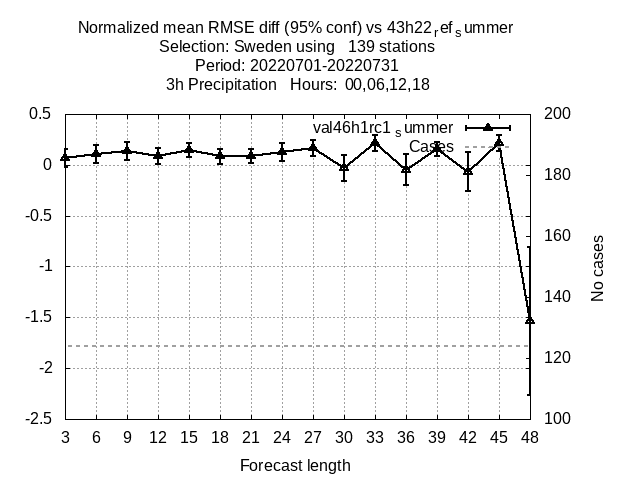 Normalized mean RMSE diff (95% conf) vs 43h22refsummer
Selection: Sweden using 139 stations
Period: 20220701-20220731
3h Precipitation Hours: 00,06,12,18
val46h1rc1summer
Cases
0.5
0
-0.5
-1
-1.5
-2
-2.5
200
180
160
140
120
100
No cases
3 6 9 12 15 18 21 24 27 30 33 36 39 42 45 48
Forecast length